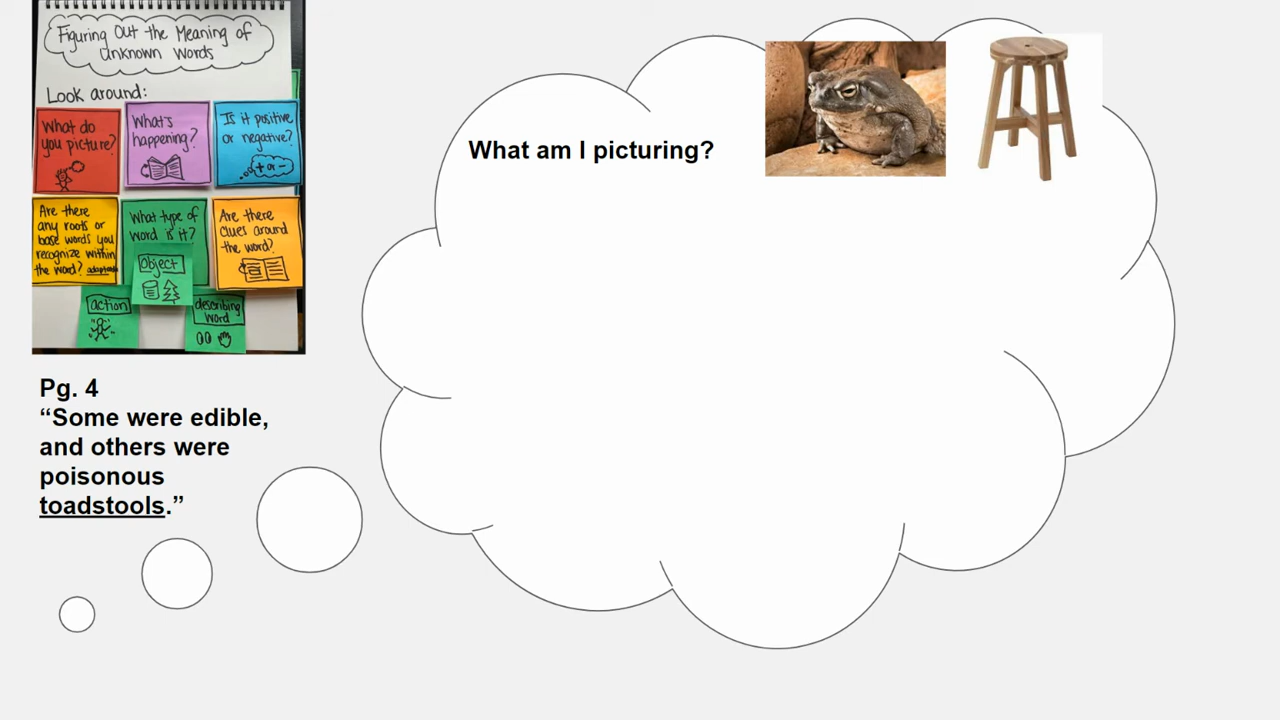 Figuring Out the Meaning of
Unknown Words
Look around:
What do
you picture?
What's
happening?
Is it positive
or negative?
+ or -
Are there
any roots or
base words you
recognize within
the word?
What type of
word is it?
object
action
describing
word
Are there
clues around
the word?
Pg. 4
“Some were edible,
and others were
poisonous
toadstools.”
What am I picturing?